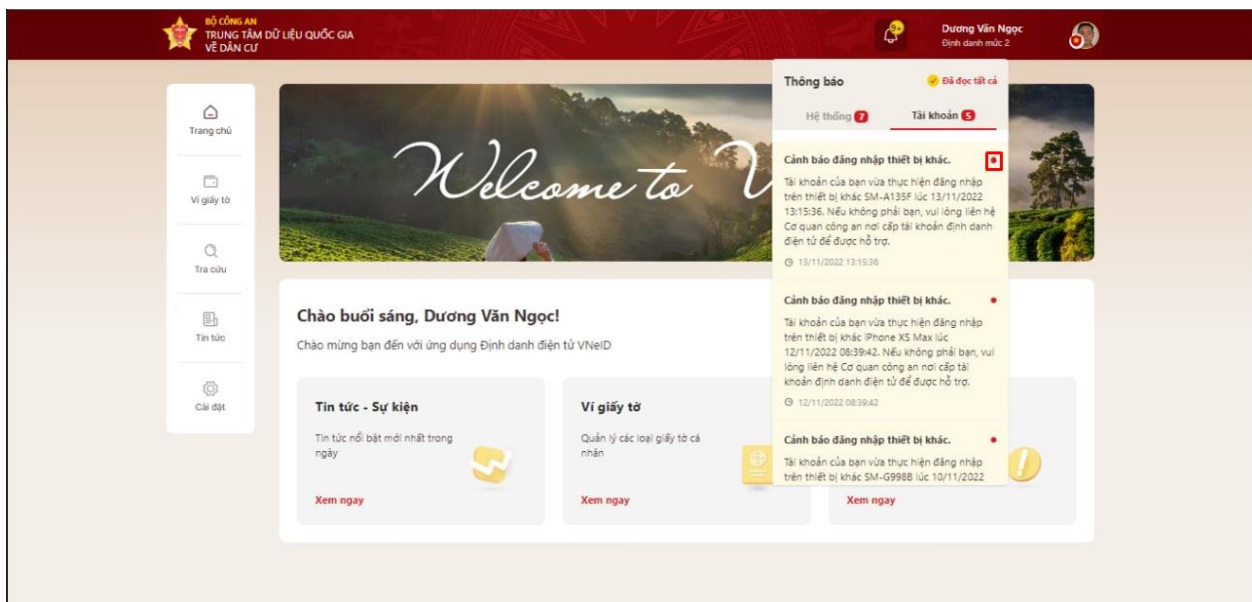 BỘ CÔNG AN
TRUNG TÂM DỮ LIỆU QUỐC GIA
VỀ DÂN CƯ
9+
Dương Văn Ngọc
Định danh mức 2
Trang chủ
Ví giấy tờ
Tra cứu
Tin tức
Cài đặt
Welcome to V
Thông báo
Đã đọc tất cả
Hệ thống 7
Tài khoản 5
Cảnh báo đăng nhập thiết bị khác.
Tài khoản của bạn vừa thực hiện đăng nhập
trên thiết bị khác SM-A135F lúc 13/11/2022
13:15:36. Nếu không phải bạn, vui lòng liên hệ
Cơ quan công an nơi cấp tài khoản định danh
điện tử để được hỗ trợ.
13/11/2022 13:15:36
Cảnh báo đăng nhập thiết bị khác.
Tài khoản của bạn vừa thực hiện đăng nhập
trên thiết bị khác iPhone XS Max lúc
12/11/2022 08:39:42. Nếu không phải bạn, vui
lòng liên hệ Cơ quan công an nơi cấp tài
khoản định danh điện tử để được hỗ trợ.
12/11/2022 08:39:42
Cảnh báo đăng nhập thiết bị khác.
Tài khoản của bạn vừa thực hiện đăng nhập
trên thiết bị khác SM-G998B lúc 10/11/2022
Chào buổi sáng, Dương Văn Ngọc!
Chào mừng bạn đến với ứng dụng Định danh điện tử VNeID
Tin tức - Sự kiện
Tin tức nổi bật mới nhất trong
ngày
Xem ngay
Ví giấy tờ
Quản lý các loại giấy tờ cá
nhân
Xem ngay
Xem ngay